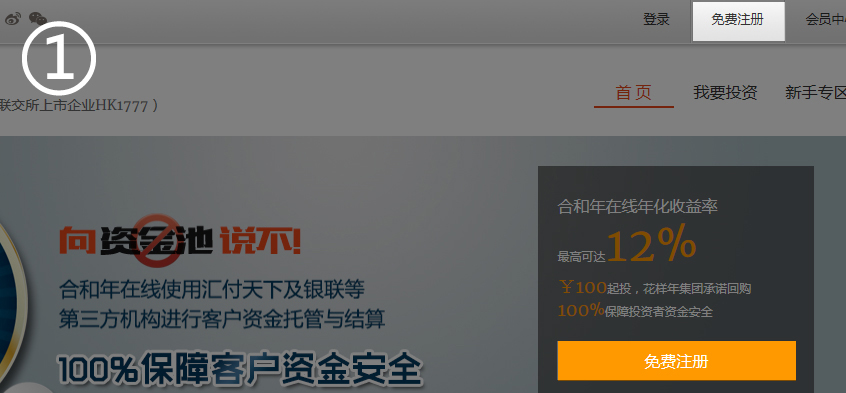 登录
免费注册
会员中心
①
联交所上市企业HK1777 ）
首页
我要投资
新手专区
向资金池说不!
合和年在线使用汇付天下及银联等
第三方机构进行客户资金托管与结算
100%保障客户资金安全
合和年在线年化收益率
最高可达12%
￥100起投，花样年集团承诺回购
100%保障投资者资金安全
免费注册